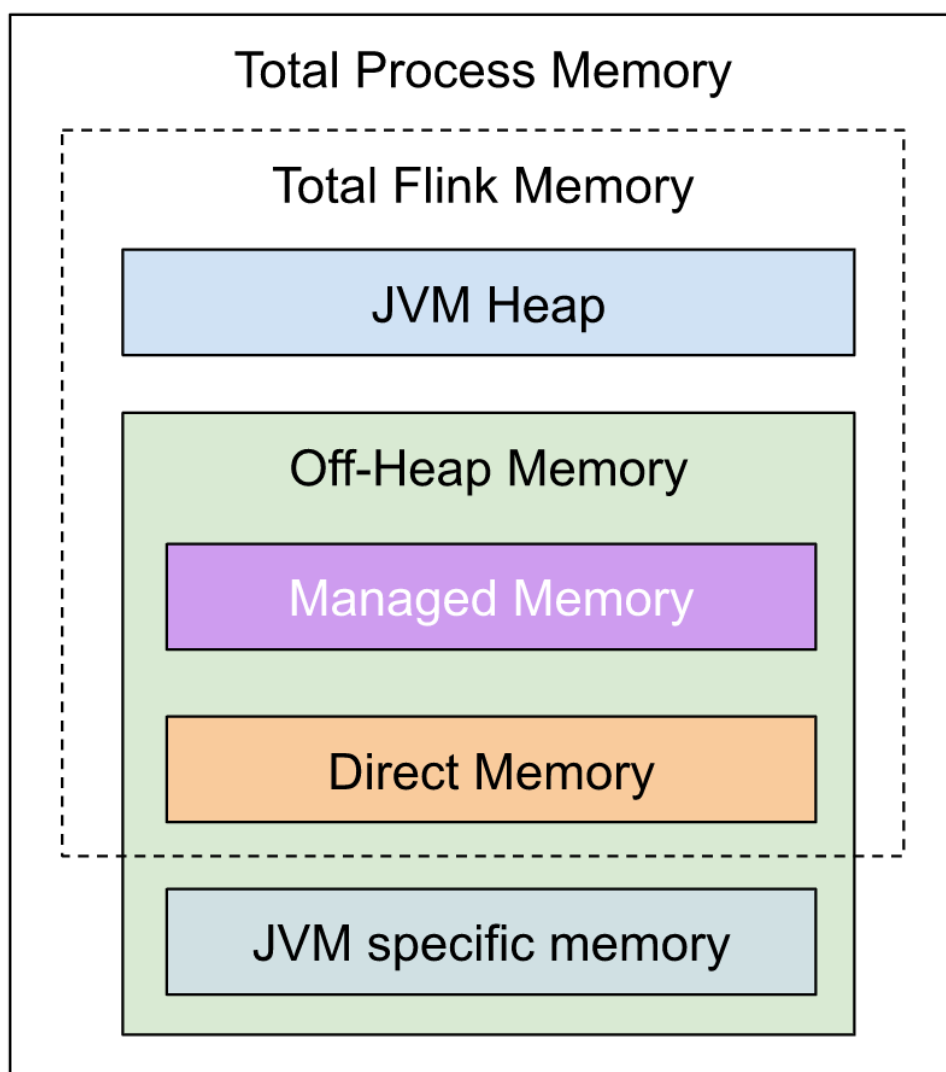 Total Process Memory
Total Flink Memory
JVM Heap
Off-Heap Memory
Managed Memory
Direct Memory
JVM specific memory